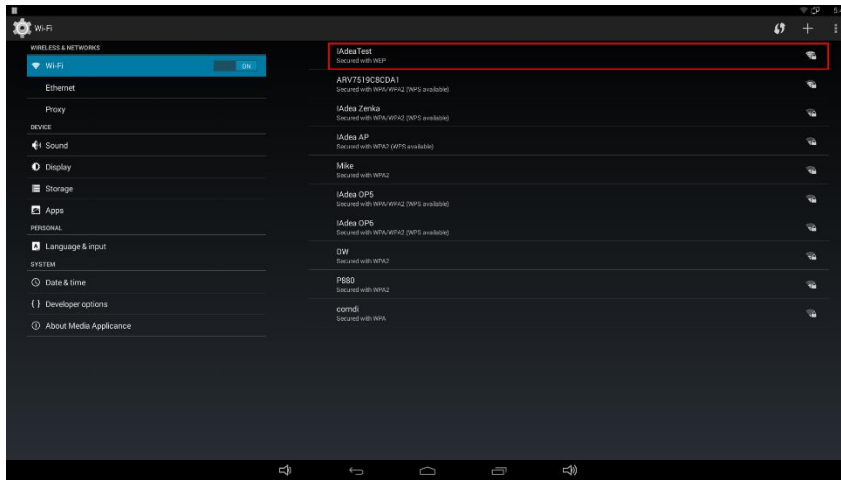 Wi-Fi
WIRELESS & NETWORKS
Wi-Fi
ON
Ethernet
Proxy
DEVICE
Sound
Display
Storage
Apps
PERSONAL
Language & input
SYSTEM
Date & time
Developer options
About Media Applicance
IAdeaTest
Secured with WEP
ARV7519C8CDA1
Secured with WPA/WPA2 (WPS available)
IAdea Zenka
Secured with WPA/WPA2 (WPS available)
IAdea AP
Secured with WPA2 (WPS available)
Mike
Secured with WPA2
IAdea OP5
Secured with WPA/WPA2 (WPS available)
IAdea OP6
Secured with WPA/WPA2 (WPS available)
DW
Secured with WPA2
P880
Secured with WPA2
comdi
Secured with WPA